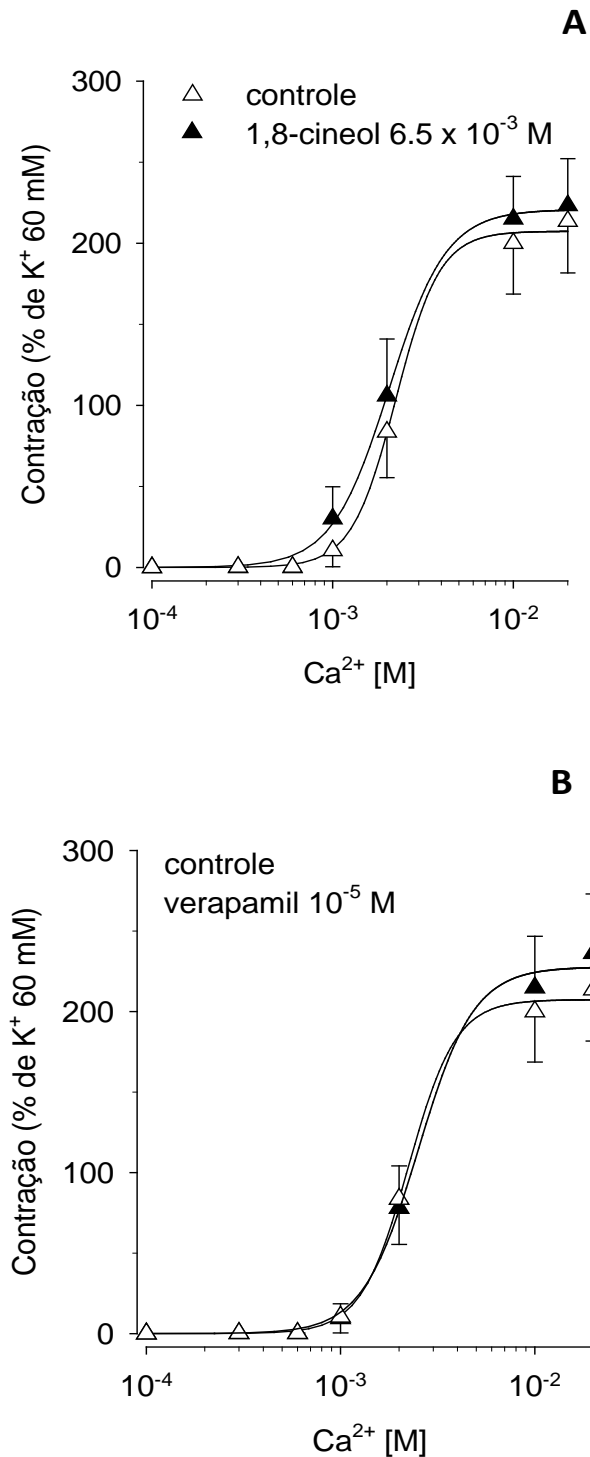 A
300
200
100
0
controle
1,8-cineol 6.5 x 10⁻³ M
Contração (% de K⁺ 60 mM)
10⁻⁴
10⁻³
10⁻²
Ca²⁺ [M]
B
300
200
100
0
controle
verapamil 10⁻⁵ M
Contração (% de K⁺ 60 mM)
10⁻⁴
10⁻³
10⁻²
Ca²⁺ [M]